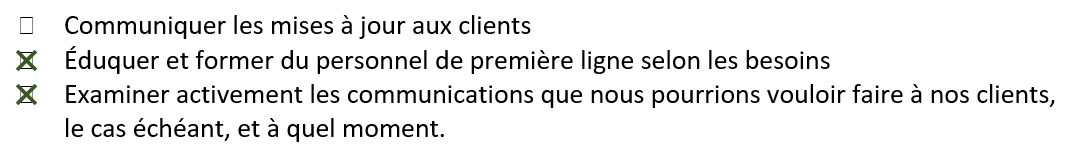 ☐ Communiquer les mises à jour aux clients
☒ Éduquer et former du personnel de première ligne selon les besoins
☒ Examiner activement les communications que nous pourrions vouloir faire à nos clients,
le cas échéant, et à quel moment.